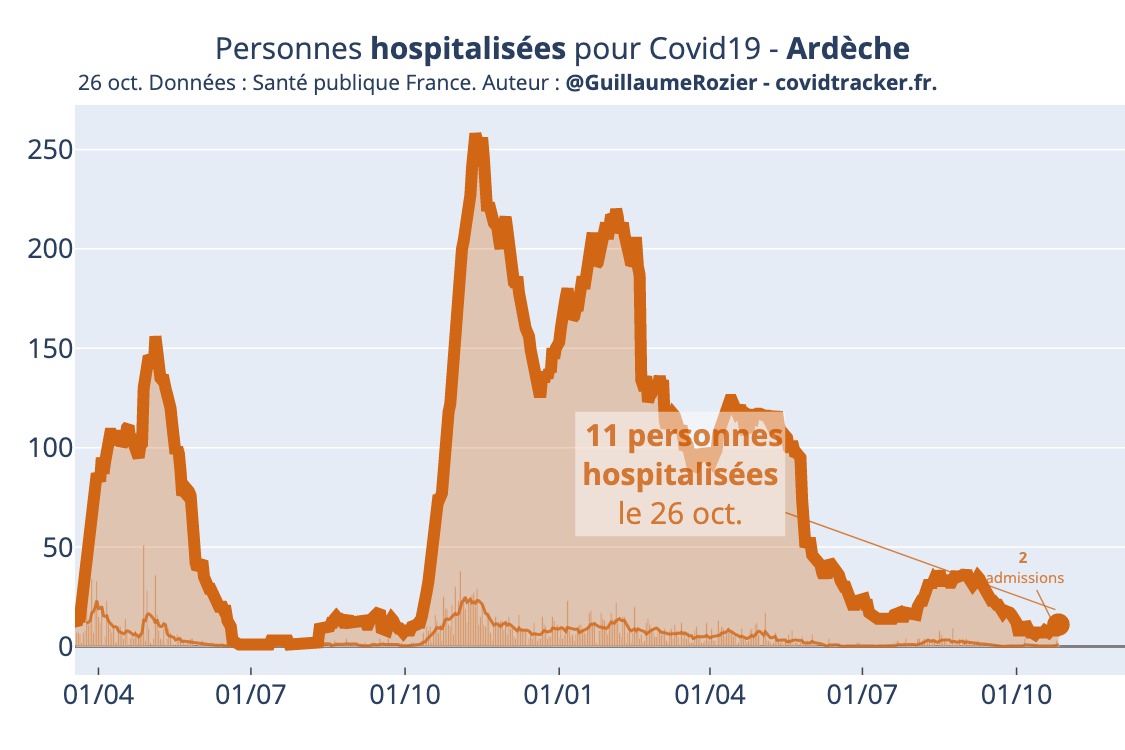 Personnes hospitalisées pour Covid19 - Ardèche
26 oct. Données : Santé publique France. Auteur : @GuillaumeRozier - covidtracker.fr.
250
200
150
100
50
0
11 personnes
hospitalisées
le 26 oct.
2
admissions
01/04
01/07
01/10
01/01
01/04
01/07
01/10